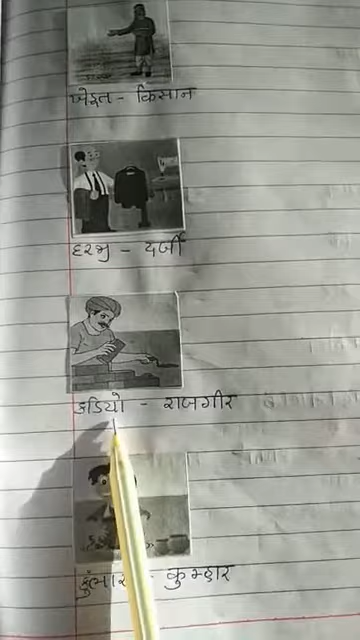 ખેડૂત - किसान
દરજી - दर्जी
કડિયો - राजगीर
કુંભાર - कुम्हार